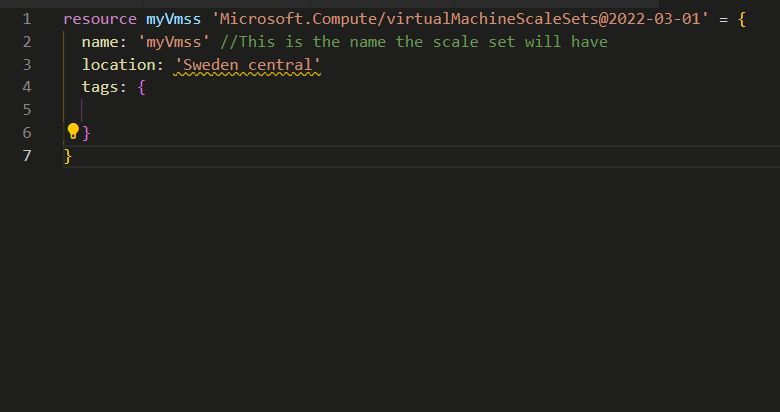 1 resource myVmss 'Microsoft.Compute/virtualMachineScaleSets@2022-03-01' = {
2 name: 'myVmss' //This is the name the scale set will have
3 location: 'Sweden central'
4 tags: {
5
6 }
7 }